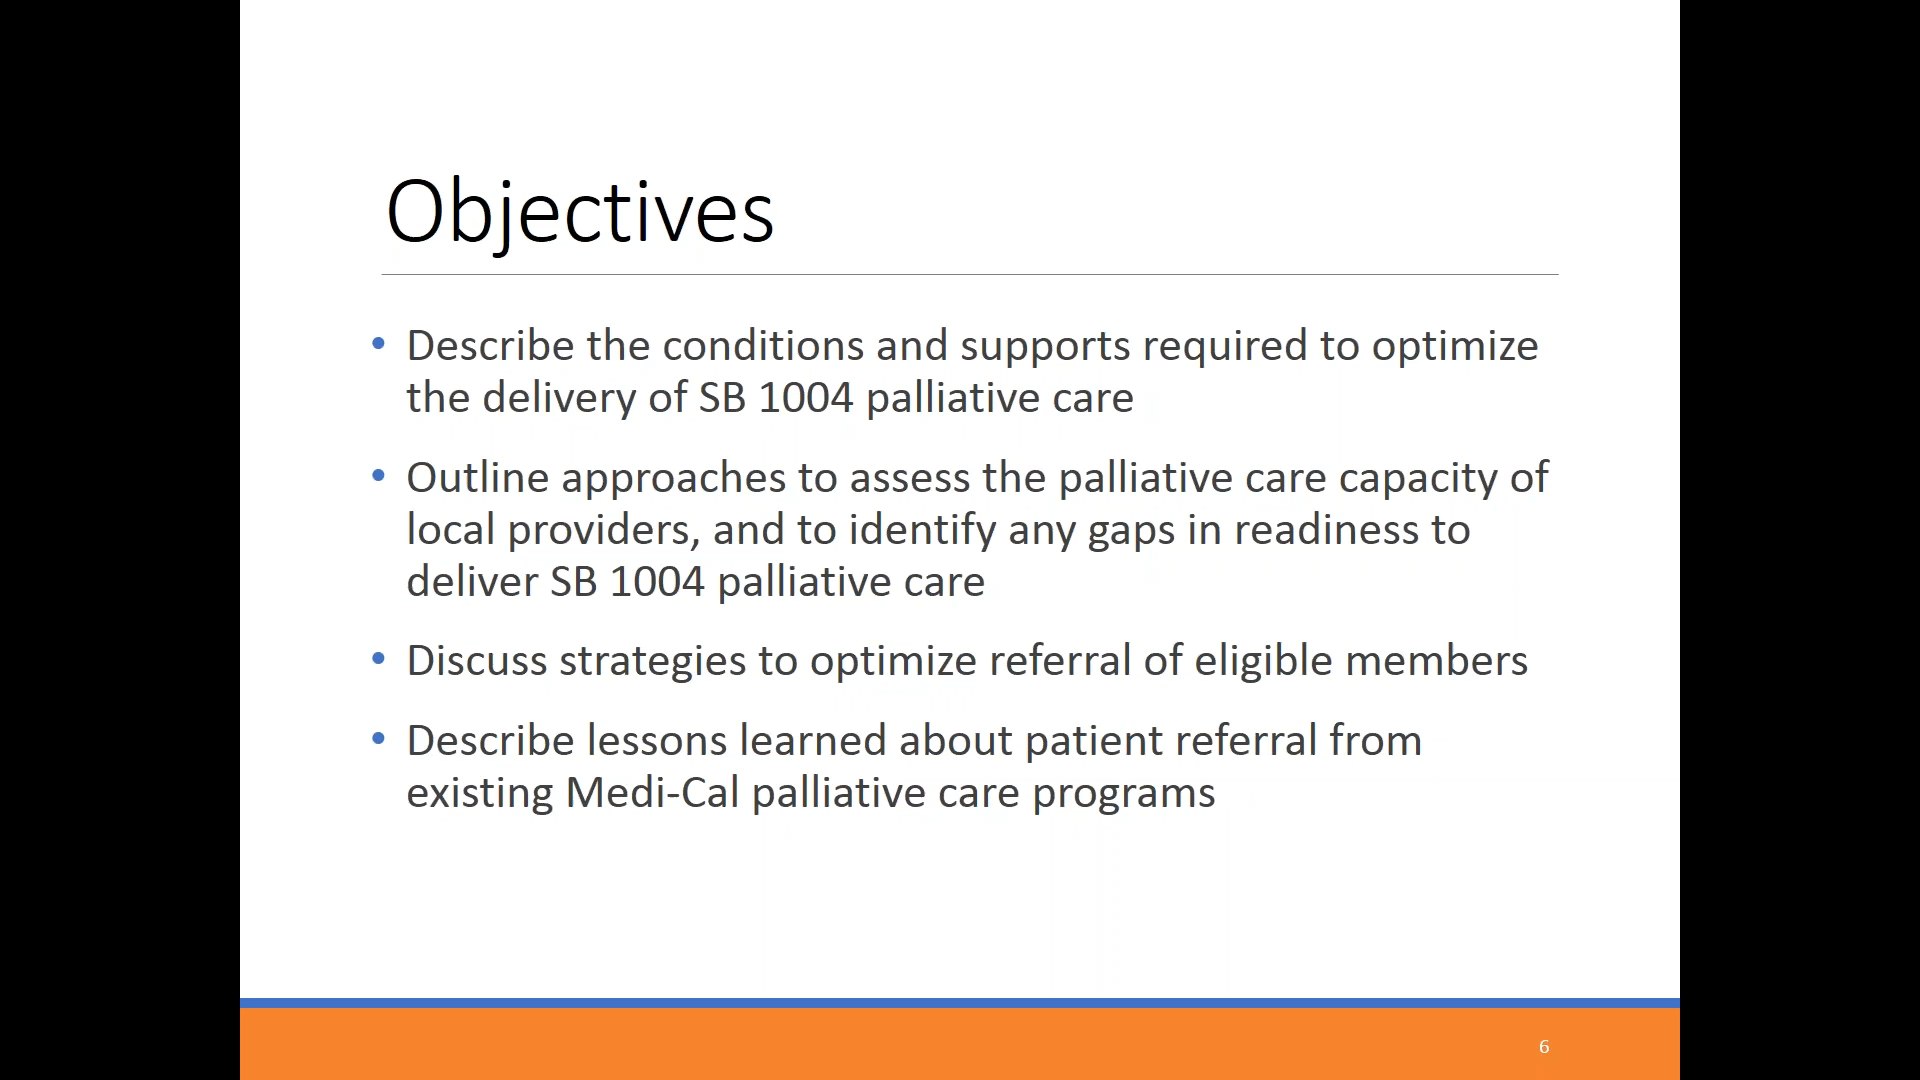 Objectives
• Describe the conditions and supports required to optimize
the delivery of SB 1004 palliative care
• Outline approaches to assess the palliative care capacity of
local providers, and to identify any gaps in readiness to
deliver SB 1004 palliative care
• Discuss strategies to optimize referral of eligible members
• Describe lessons learned about patient referral from
existing Medi-Cal palliative care programs
6